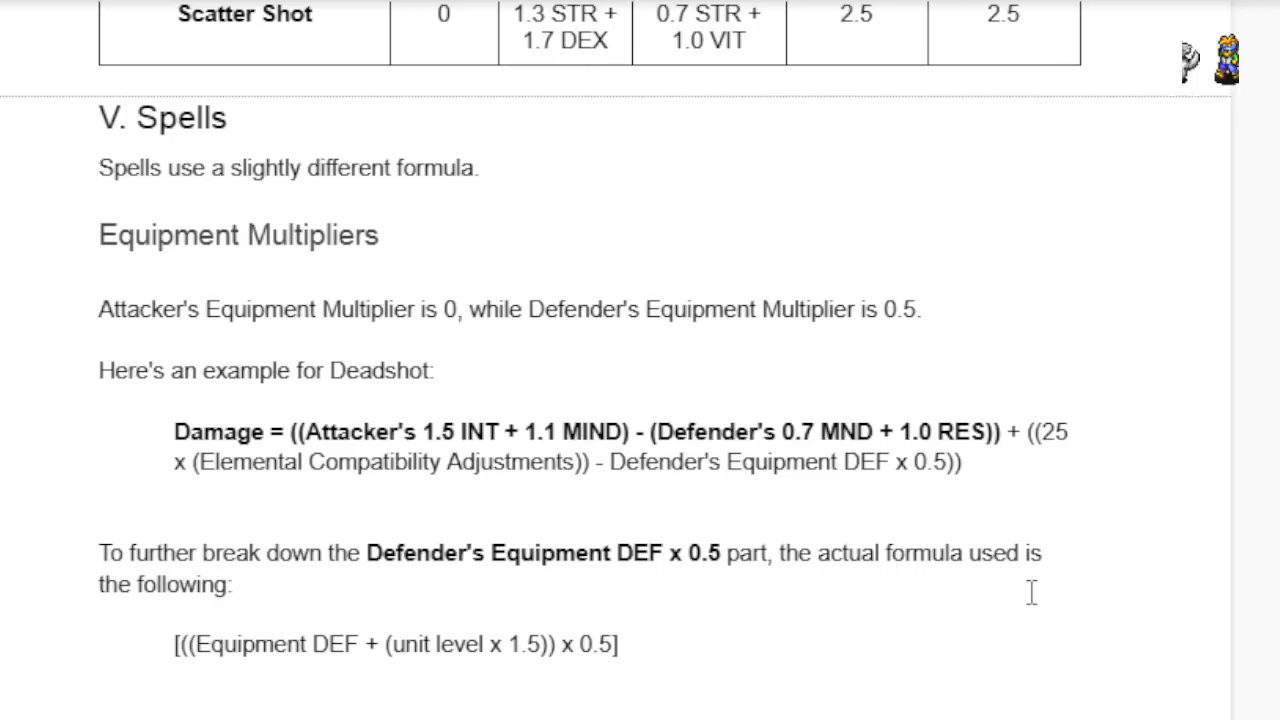 Scatter Shot 0 1.3 STR + 0.7 STR + 2.5 2.5
1.7 DEX 1.0 VIT
V. Spells
Spells use a slightly different formula.
Equipment Multipliers
Attacker's Equipment Multiplier is 0, while Defender's Equipment Multiplier is 0.5.
Here's an example for Deadshot:
Damage = ((Attacker's 1.5 INT + 1.1 MIND) - (Defender's 0.7 MND + 1.0 RES)) + ((25
x (Elemental Compatibility Adjustments)) - Defender's Equipment DEF x 0.5))
To further break down the Defender's Equipment DEF x 0.5 part, the actual formula used is
the following:
[((Equipment DEF + (unit level x 1.5)) x 0.5]